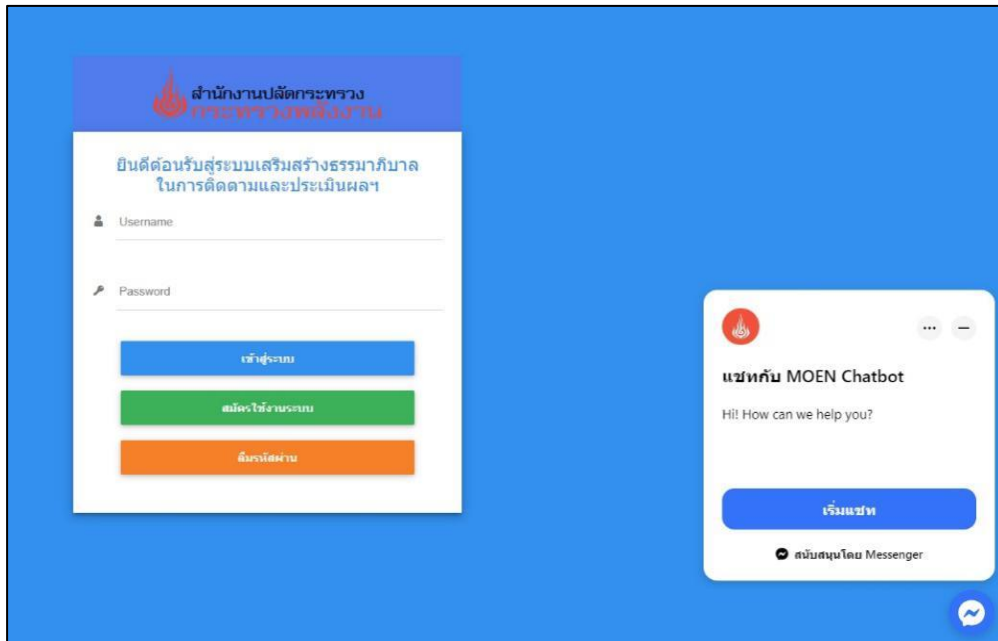 สำนักงานปลัดกระทรวง
กระทรวงพลังงาน
ยินดีต้อนรับสู่ระบบเสริมสร้างธรรมาภิบาล
ในการติดตามและประเมินผลฯ
Username
Password
เข้าสู่ระบบ
สมัครใช้งานระบบ
ลืมรหัสผ่าน
แชทกับ MOEN Chatbot
Hi! How can we help you?
เริ่มแชท
สนับสนุนโดย Messenger